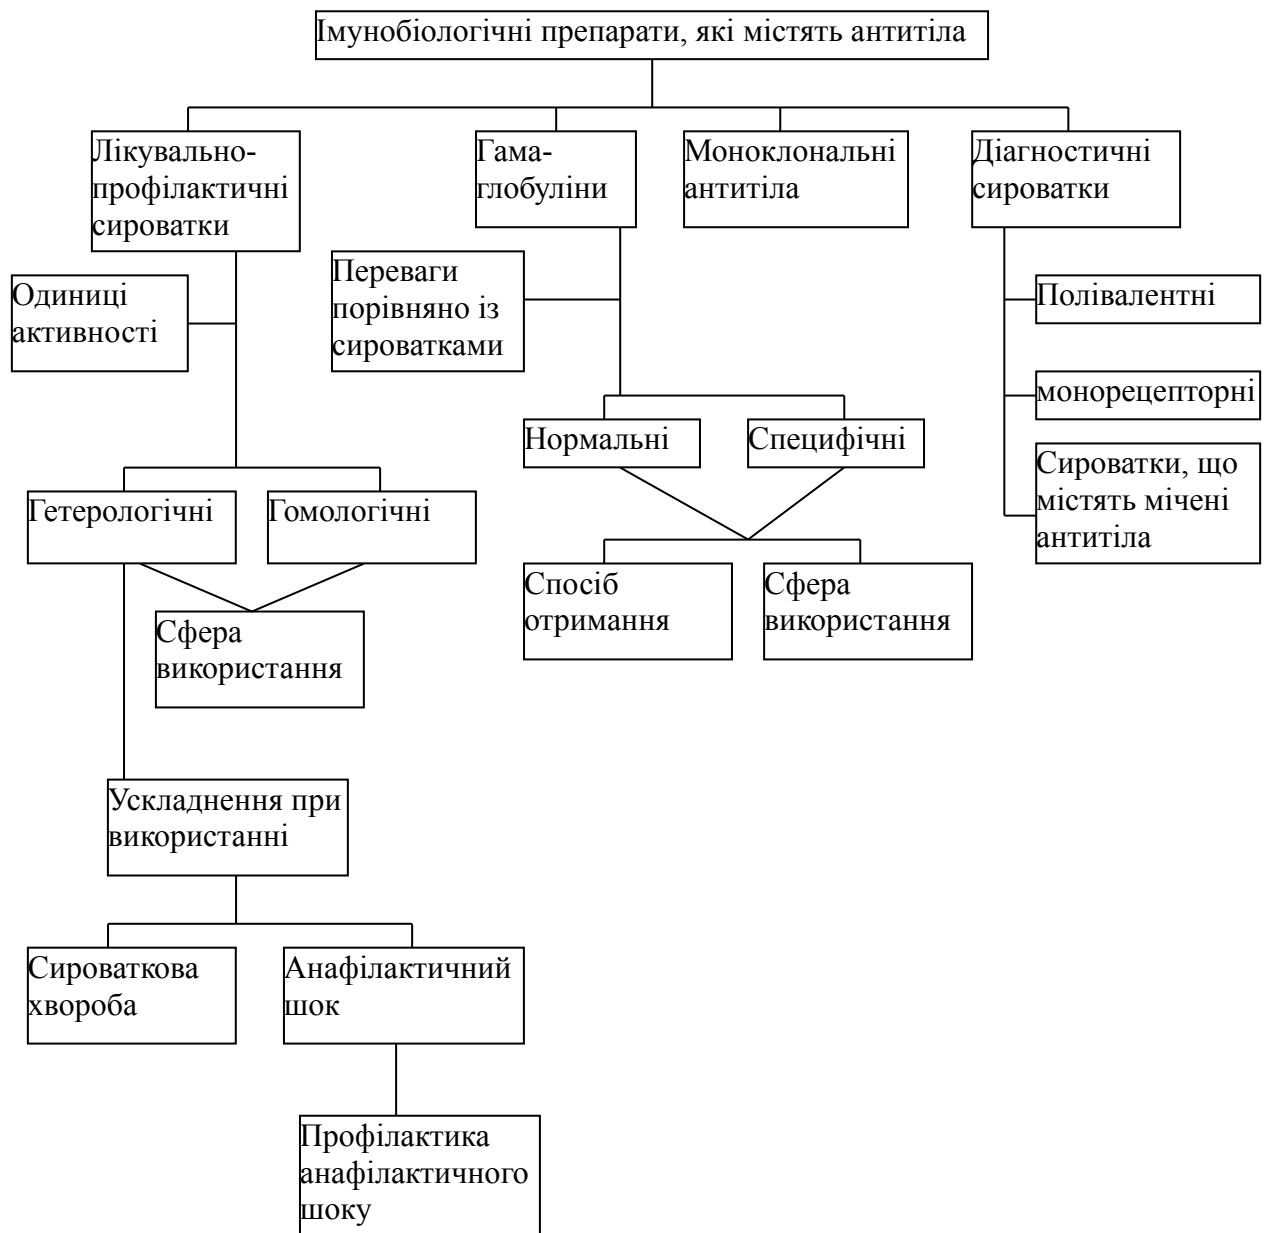 Імунобіологічні препарати, які містять антитіла
Лікувально-
профілактичні
сироватки
Гама-
глобуліни
Моноклональні
антитіла
Діагностичні
сироватки
Одиниці
активності
Переваги
порівняно із
сироватками
Полівалентні
монорецепторні
Нормальні
Специфічні
Сироватки, що
містять мічені
антитіла
Гетерологічні
Гомологічні
Спосіб
отримання
Сфера
використання
Сфера
використання
Ускладнення при
використанні
Сироваткова
хвороба
Анафілактичний
шок
Профілактика
анафілактичного
шоку